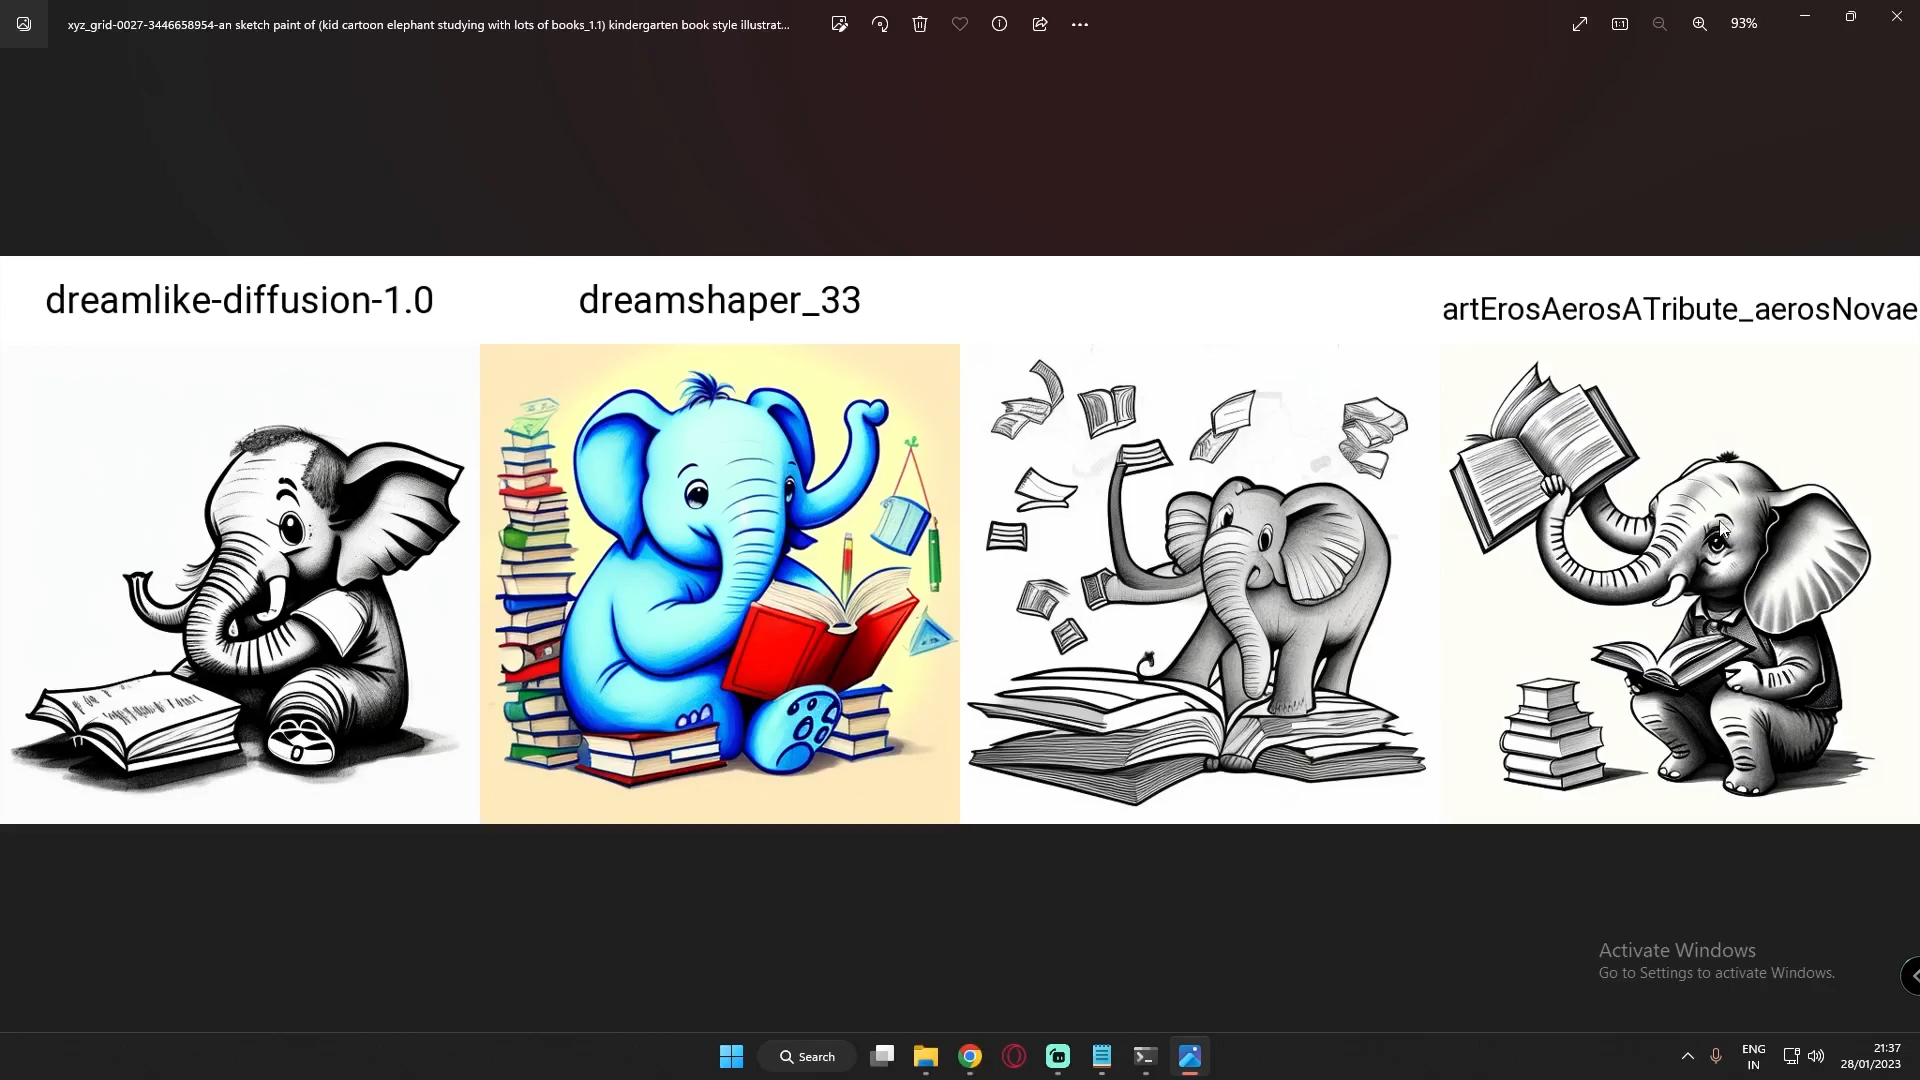 xyz_grid-0027-3446658954-an sketch paint of (kid cartoon elephant studying with lots of books_1.1) kindergarten book style illustrat...
93%
dreamlike-diffusion-1.0
dreamshaper_33
artErosAerosATribute_aerosNovae
Activate Windows
Go to Settings to activate Windows.
Search
ENG
IN
21:37
28/01/2023